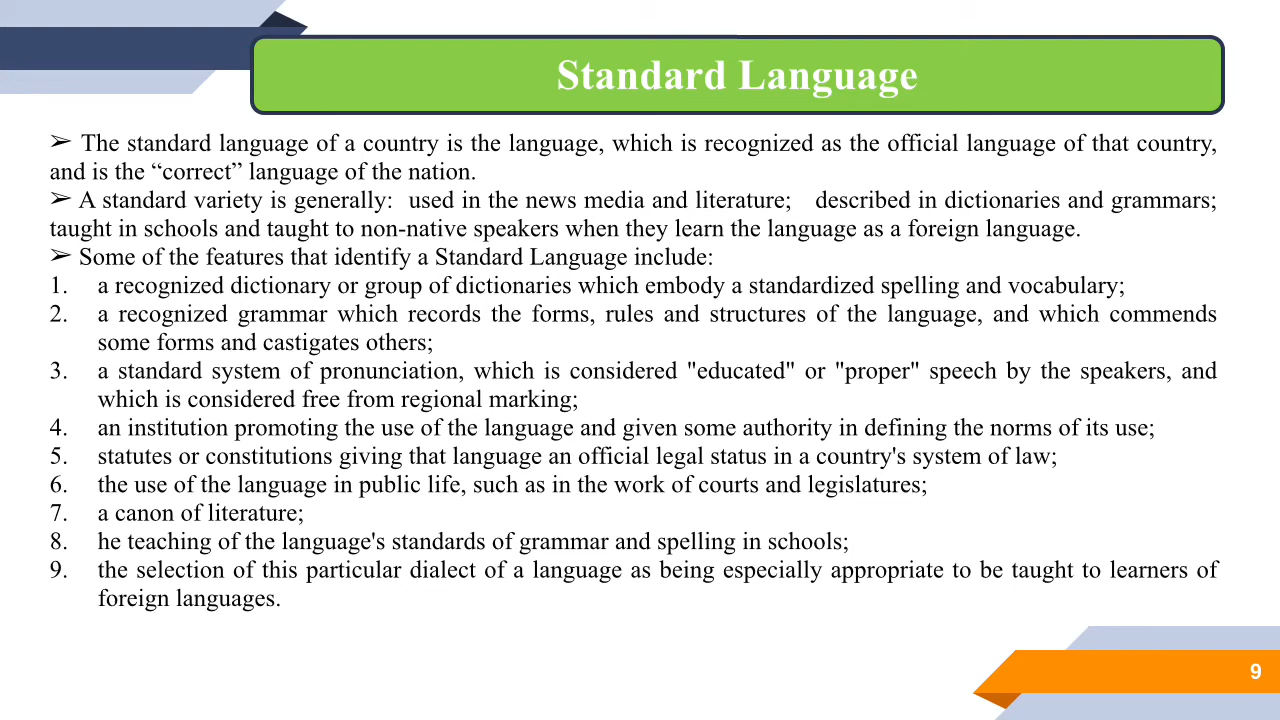 Standard Language
➢ The standard language of a country is the language, which is recognized as the official language of that country,
and is the “correct” language of the nation.
➢ A standard variety is generally: used in the news media and literature; described in dictionaries and grammars;
taught in schools and taught to non-native speakers when they learn the language as a foreign language.
➢ Some of the features that identify a Standard Language include:
1. a recognized dictionary or group of dictionaries which embody a standardized spelling and vocabulary;
2. a recognized grammar which records the forms, rules and structures of the language, and which commends
some forms and castigates others;
3. a standard system of pronunciation, which is considered "educated" or "proper" speech by the speakers, and
which is considered free from regional marking;
4. an institution promoting the use of the language and given some authority in defining the norms of its use;
5. statutes or constitutions giving that language an official legal status in a country's system of law;
6. the use of the language in public life, such as in the work of courts and legislatures;
7. a canon of literature;
8. he teaching of the language's standards of grammar and spelling in schools;
9. the selection of this particular dialect of a language as being especially appropriate to be taught to learners of
foreign languages.
9